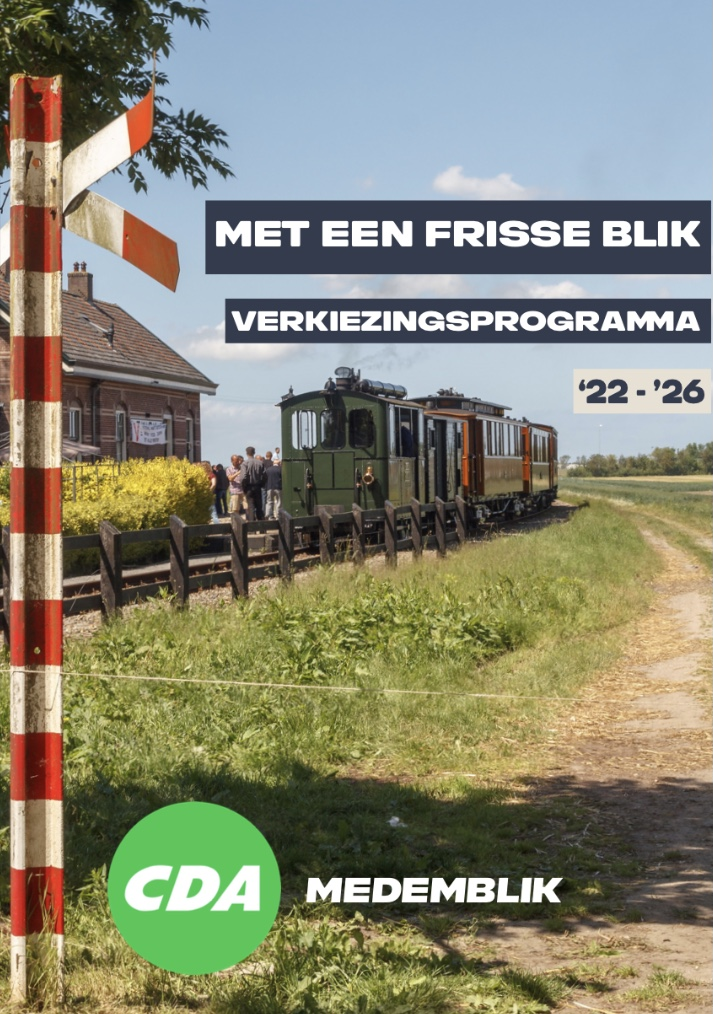 MET EEN FRISSE BLIK
VERKIEZINGSPROGRAMMA
‘22 - ’26
CDA
MEDEMBLIK